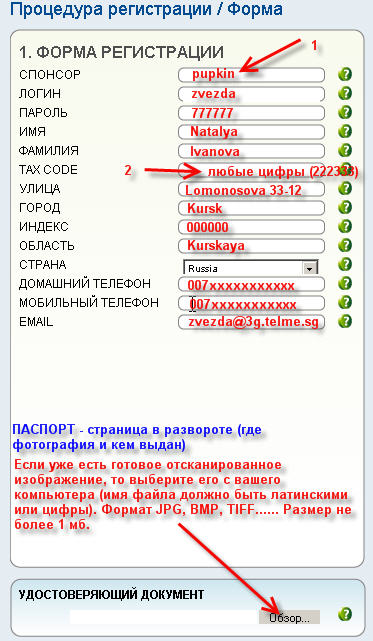 Процедура регистрации / Форма
1
1. ФОРМА РЕГИСТРАЦИИ
СПОНСОР pupkin ?
ЛОГИН zvezda ?
ПАРОЛЬ 777777 ?
ИМЯ Natalya ?
ФАМИЛИЯ Ivanova ?
TAX CODE 2 любые цифры (222333) ?
УЛИЦА Lomonosova 33-12 ?
ГОРОД Kursk ?
ИНДЕКС 000000 ?
ОБЛАСТЬ Kurskaya ?
СТРАНА Russia ?
ДОМАШНИЙ ТЕЛЕФОН 007xxxxxxxxxxx ?
МОБИЛЬНЫЙ ТЕЛЕФОН 007xxxxxxxxxxx ?
EMAIL zvezda@3g.telme.sg ?
ПАСПОРТ - страница в развороте (где
фотография и кем выдан)
Если уже есть готовое отсканированное
изображение, то выберите его с вашего
компьютера (имя файла должно быть латинскими
или цифры). Формат JPG, BMP, TIFF...... Размер не
более 1 мб.
УДОСТОВЕРЯЮЩИЙ ДОКУМЕНТ
Обзор... ?